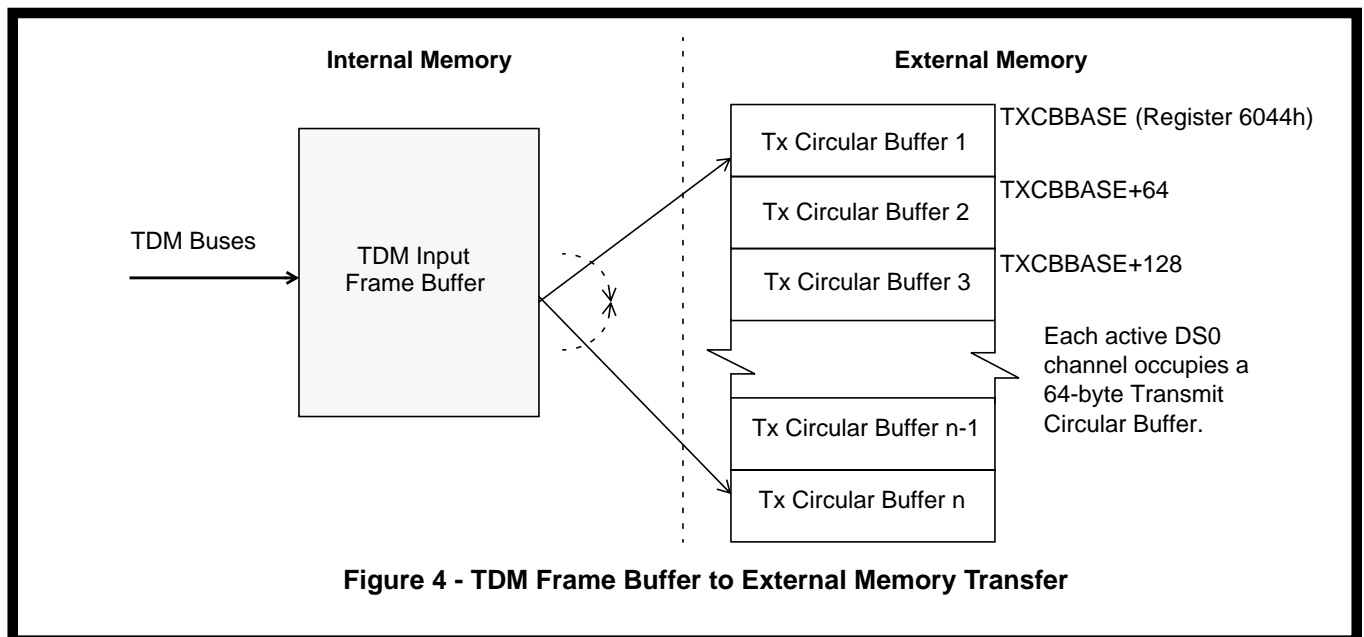 Internal Memory
External Memory
TDM Buses
TDM Input
Frame Buffer
Tx Circular Buffer 1
TXCBBASE (Register 6044h)
Tx Circular Buffer 2
TXCBBASE+64
Tx Circular Buffer 3
TXCBBASE+128
Each active DS0
channel occupies a
64-byte Transmit
Circular Buffer.
Tx Circular Buffer n-1
Tx Circular Buffer n
Figure 4 - TDM Frame Buffer to External Memory Transfer